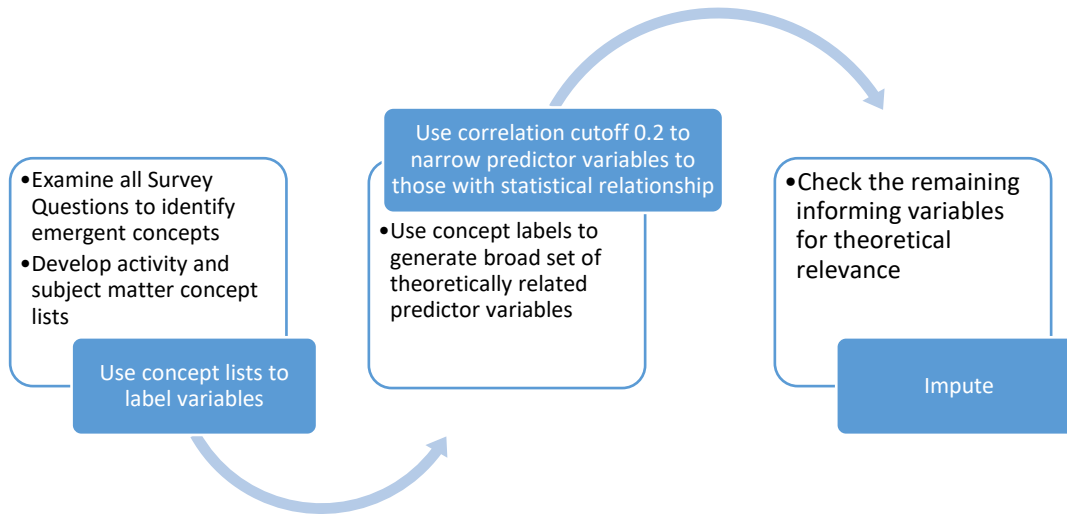 •Examine all Survey
Questions to identify
emergent concepts
•Develop activity and
subject matter concept
lists
Use concept lists to
label variables
Use correlation cutoff 0.2 to
narrow predictor variables to
those with statistical relationship
•Use concept labels to
generate broad set of
theoretically related
predictor variables
•Check the remaining
informing variables
for theoretical
relevance
Impute